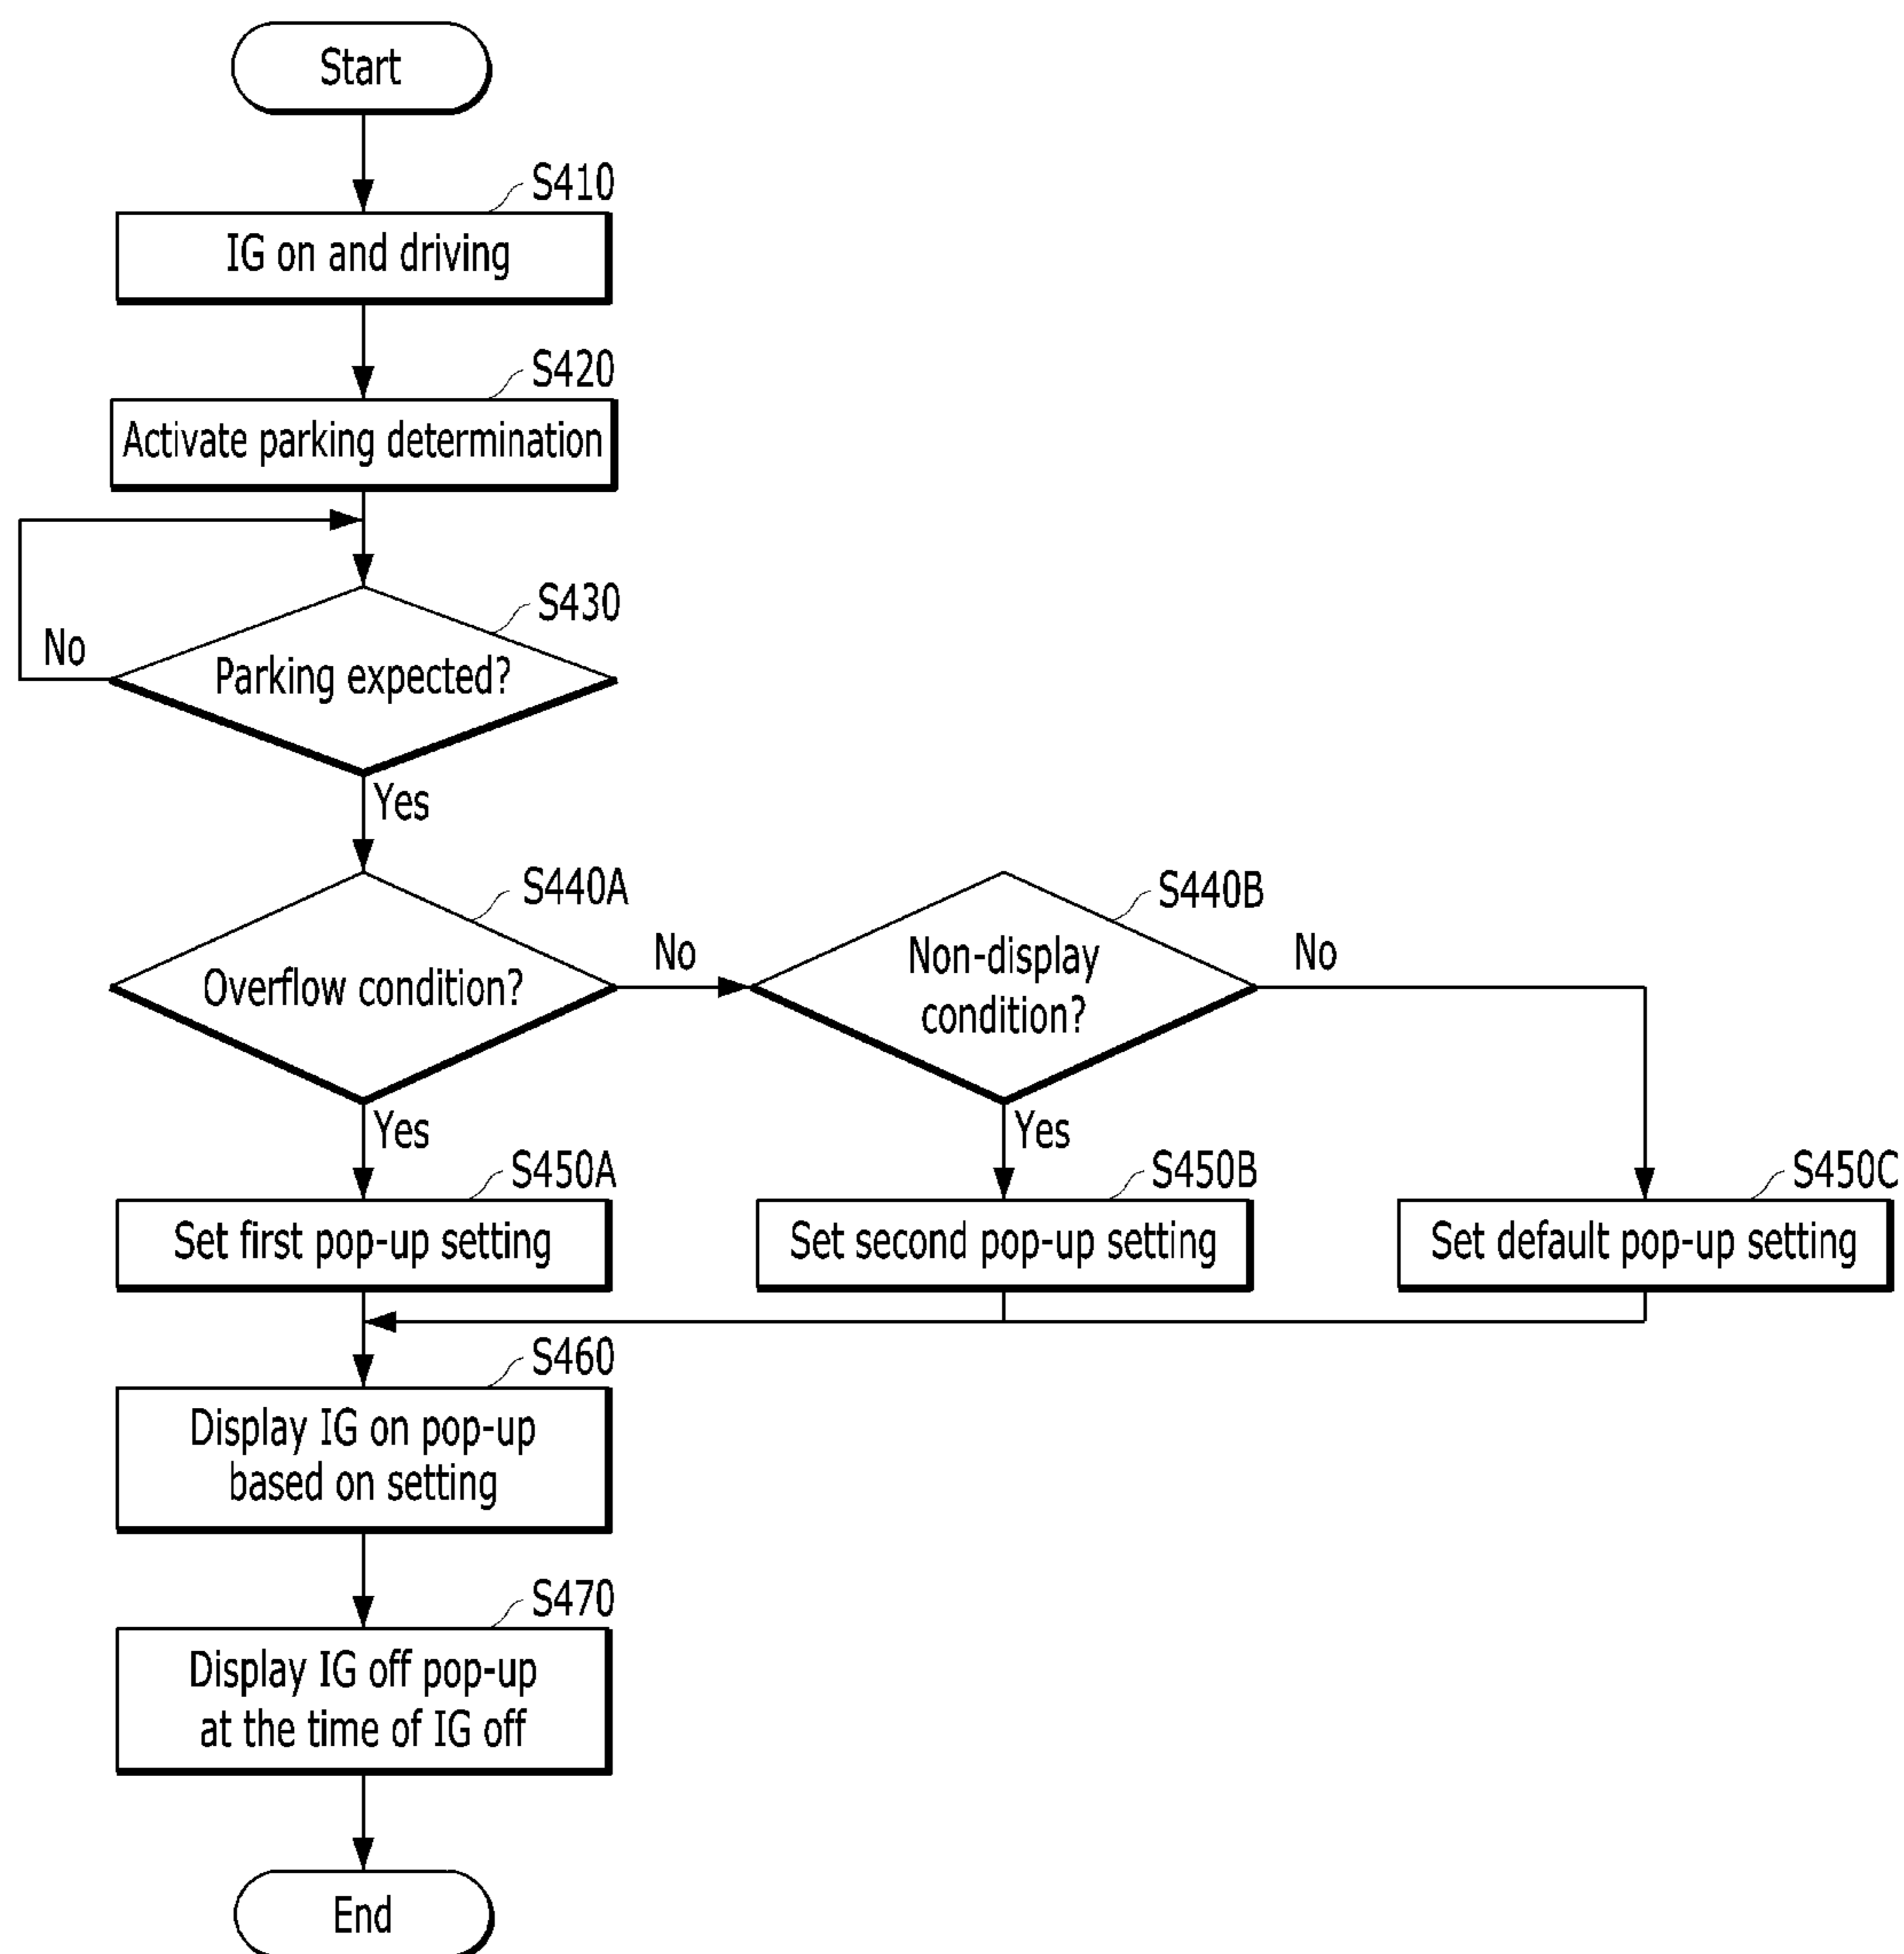 Start
S410
IG on and driving
S420
Activate parking determination
S430
No
Parking expected?
Yes
S440A
S440B
Overflow condition?
No
Non-display
condition?
No
Yes
Yes
S450A
S450B
S450C
Set first pop-up setting
Set second pop-up setting
Set default pop-up setting
S460
Display IG on pop-up
based on setting
S470
Display IG off pop-up
at the time of IG off
End